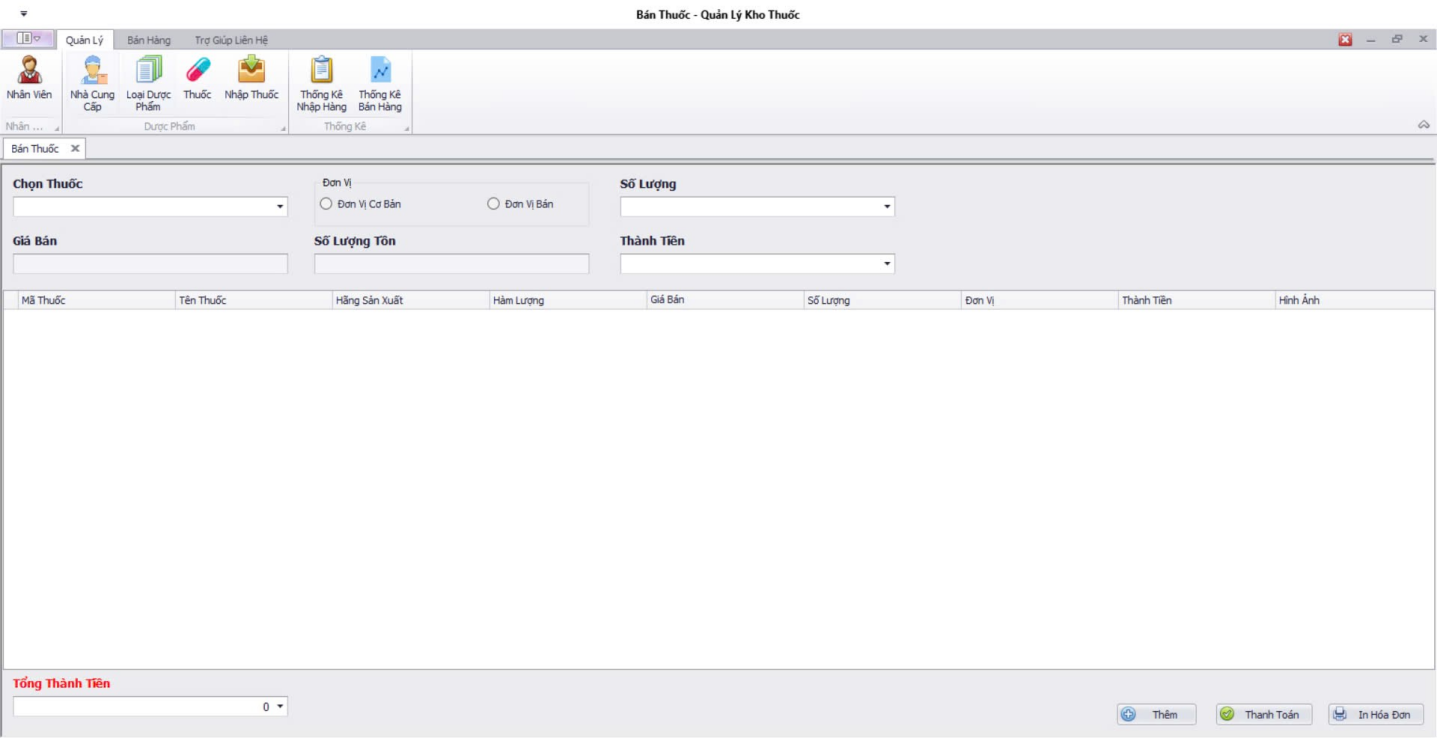 Bán Thuốc - Quản Lý Kho Thuốc
Quản Lý Bán Hàng Trợ Giúp Liên Hệ
Nhân Viên Nhà Cung Cấp Loại Dược Phẩm Thuốc Nhập Thuốc Thống Kê Nhập Hàng Thống Kê Bán Hàng
Nhân ... Dược Phẩm Thống Kê
Bán Thuốc
Chọn Thuốc Đơn Vị Số Lượng
Đơn Vị Cơ Bản Đơn Vị Bán
Giá Bán Số Lượng Tồn Thành Tiền
Mã Thuốc Tên Thuốc Hãng Sản Xuất Hàm Lượng Giá Bán Số Lượng Đơn Vị Thành Tiền Hình Ảnh
Tổng Thành Tiền
0
Thêm Thanh Toán In Hóa Đơn